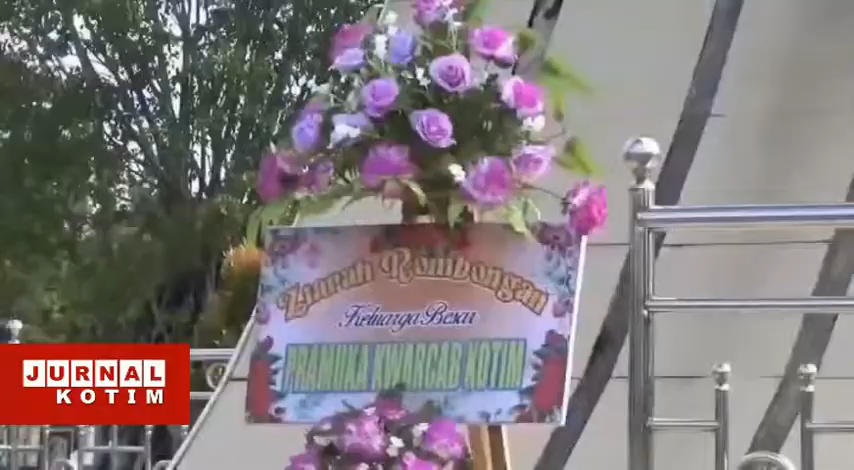 Ziarah Rombongan
Keluarga Besar
PRAMUKA KWARCAB KOTIM
JURNAL
KOTIM